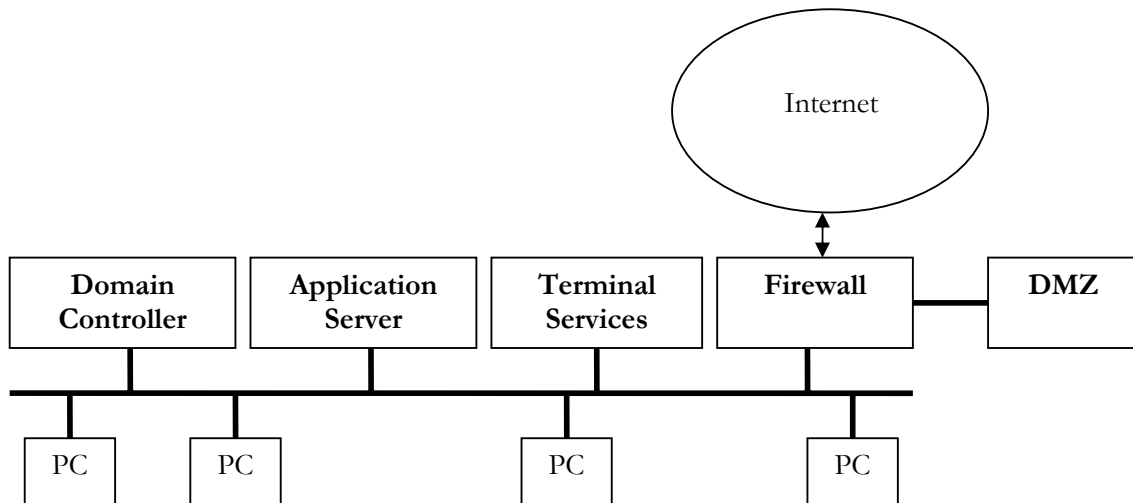 Internet
Domain
Controller
Application
Server
Terminal
Services
Firewall
DMZ
PC
PC
PC
PC